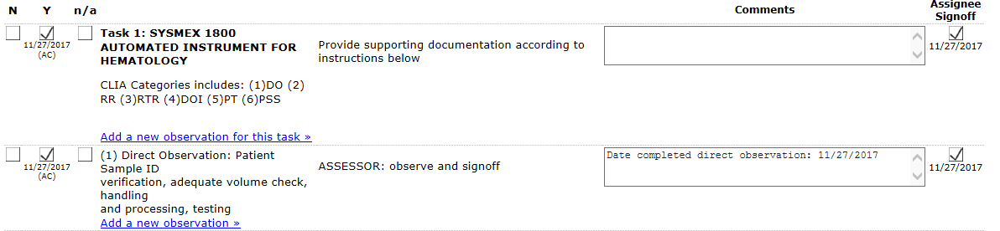 N Y n/a Comments Assignee
Signoff
11/27/2017
(AC)
Task 1: SYSMEX 1800
AUTOMATED INSTRUMENT FOR
HEMATOLOGY
CLIA Categories includes: (1)DO (2)
RR (3)RTR (4)DOI (5)PT (6)PSS
Add a new observation for this task »
Provide supporting documentation according to
instructions below
11/27/2017
11/27/2017
(AC)
(1) Direct Observation: Patient
Sample ID
verification, adequate volume check,
handling
and processing, testing
Add a new observation »
ASSESSOR: observe and signoff
Date completed direct observation: 11/27/2017
11/27/2017